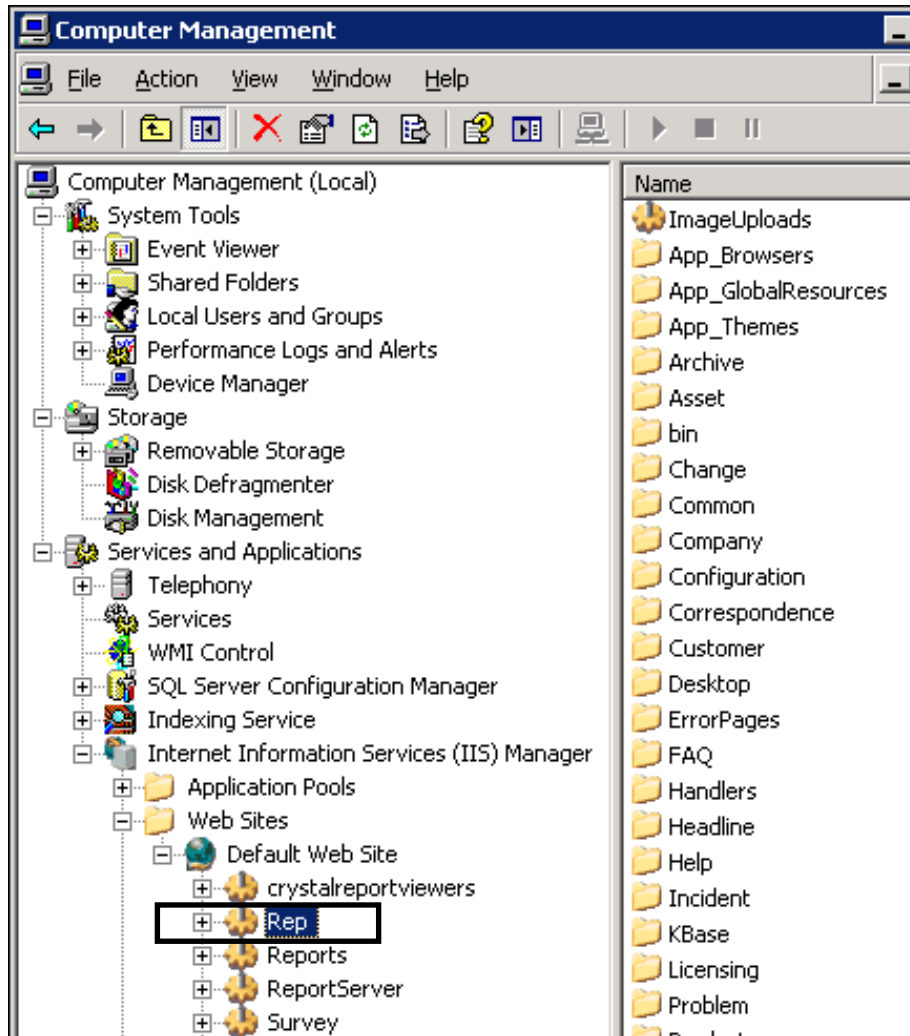 Computer Management
File Action View Window Help
Computer Management (Local)
System Tools
Event Viewer
Shared Folders
Local Users and Groups
Performance Logs and Alerts
Device Manager
Storage
Removable Storage
Disk Defragmenter
Disk Management
Services and Applications
Telephony
Services
WMI Control
SQL Server Configuration Manager
Indexing Service
Internet Information Services (IIS) Manager
Application Pools
Web Sites
Default Web Site
crystalreportviewers
Rep
Reports
ReportServer
Survey
Name
ImageUploads
App_Browsers
App_GlobalResources
App_Themes
Archive
Asset
bin
Change
Common
Company
Configuration
Correspondence
Customer
Desktop
ErrorPages
FAQ
Handlers
Headline
Help
Incident
KBase
Licensing
Problem